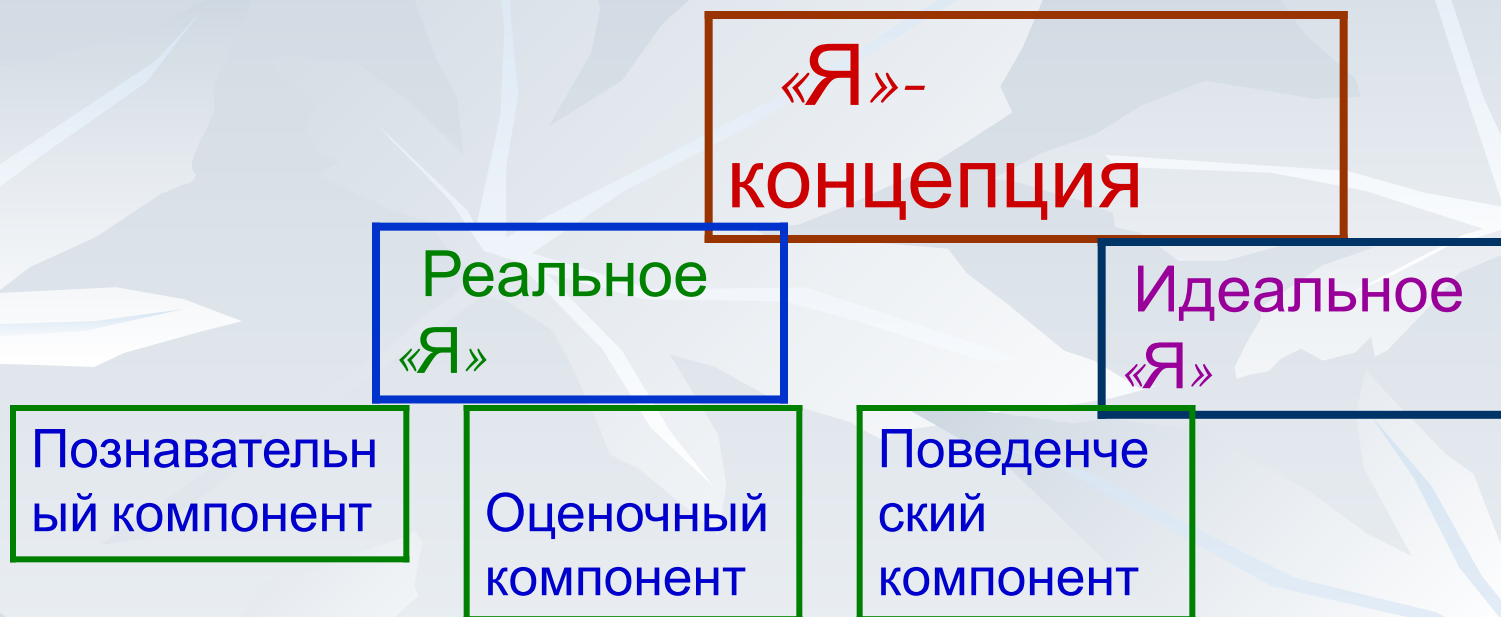 «Я»-
концепция
Реальное
«Я»
Идеальное
«Я»
Познавательн
ый компонент
Оценочный
компонент
Поведенче
ский
компонент